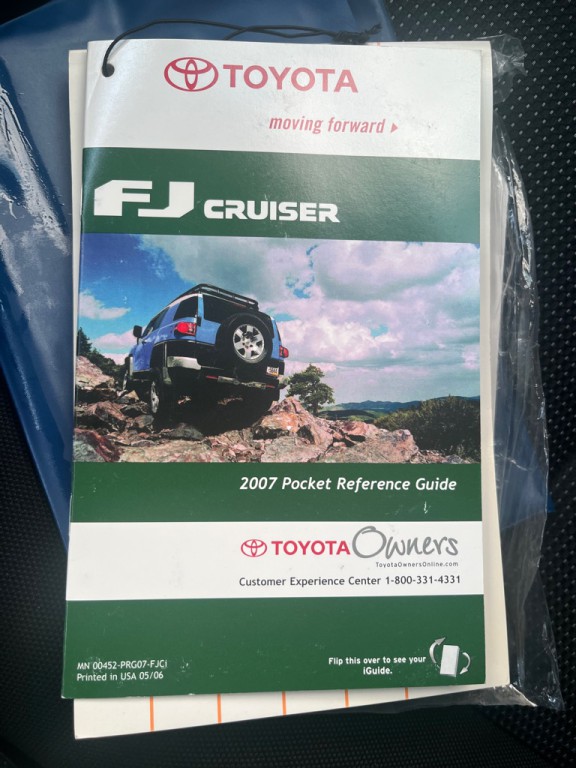 TOYOTA
moving forward
FJ CRUISER
2007 Pocket Reference Guide
TOYOTA Owners
ToyotaOwnersOnline.com
Customer Experience Center 1-800-331-4331
MN 00452-PRG07-FJCI
Printed in USA 05/06
Flip this over to see your
iGuide.